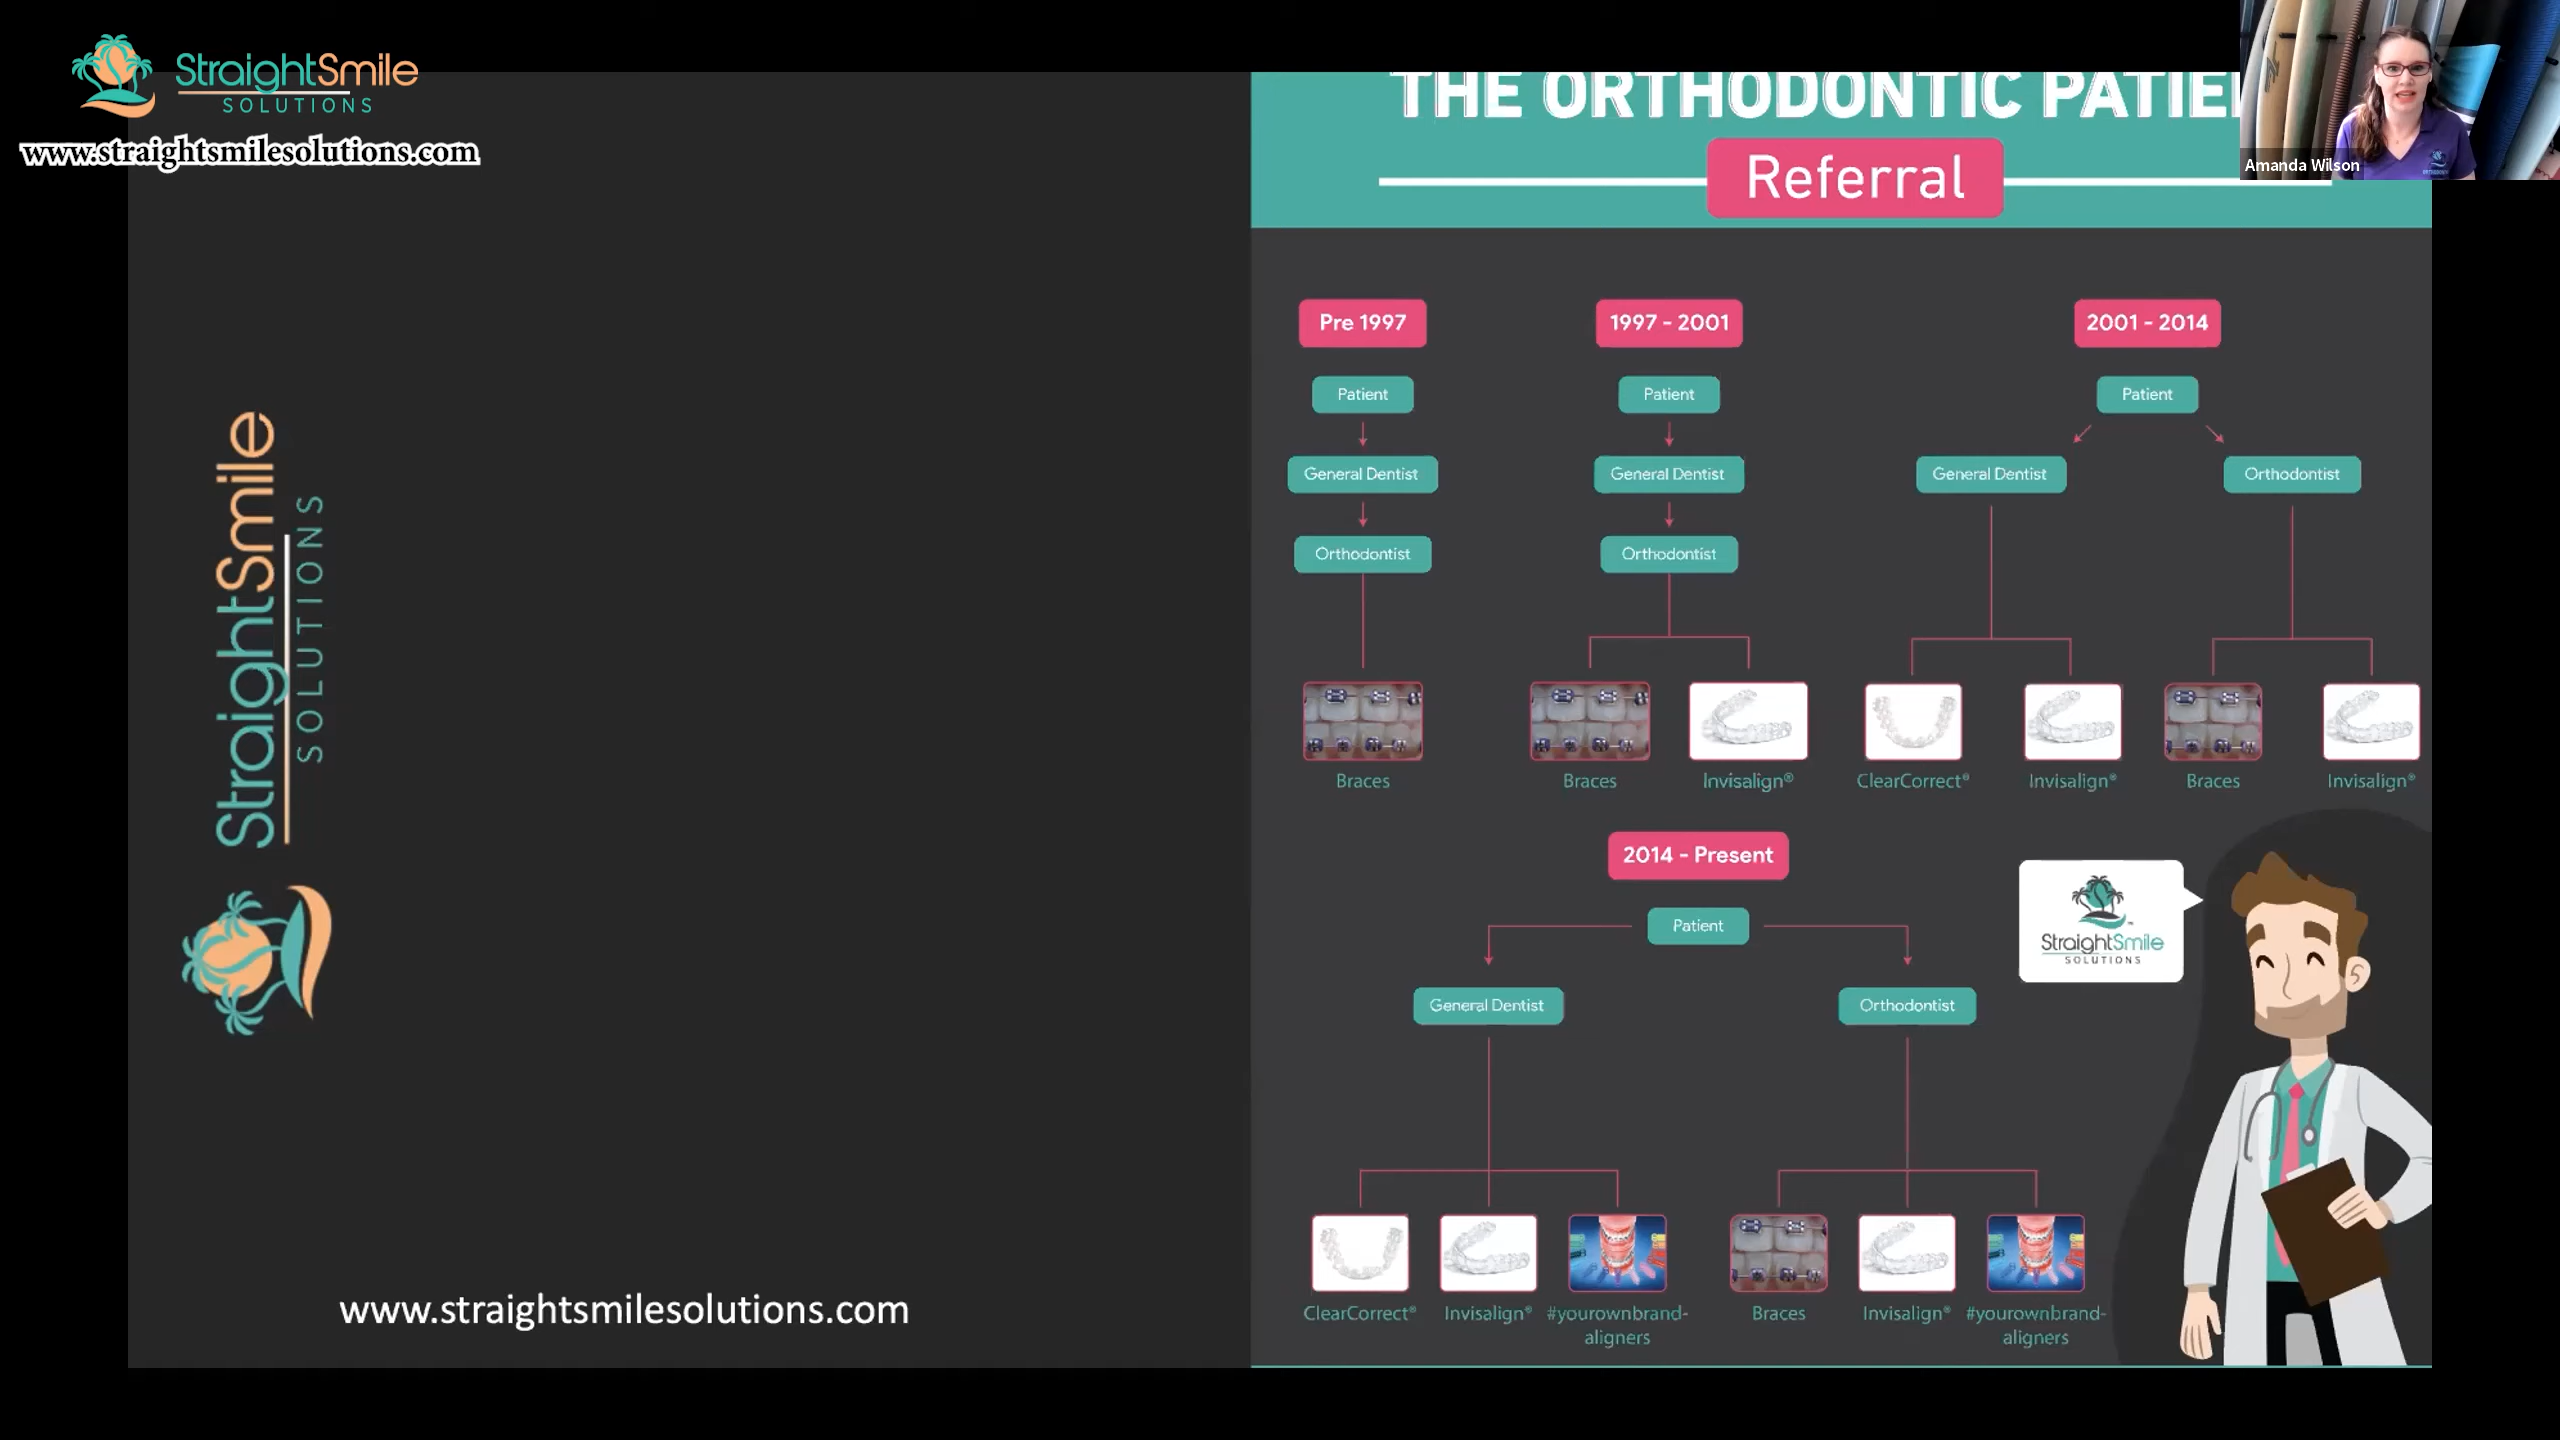 StraightSmile
SOLUTIONS
www.straightsmilesolutions.com
StraightSmile
SOLUTIONS
www.straightsmilesolutions.com
THE ORTHODONTIC PATIE
Referral
Amanda Wilson
Pre 1997
1997 - 2001
2001 - 2014
Patient
Patient
Patient
General Dentist
General Dentist
General Dentist
Orthodontist
Orthodontist
Orthodontist
Braces
Braces
Invisalign®
ClearCorrect®
Invisalign®
Braces
Invisalign®
2014 - Present
Patient
General Dentist
Orthodontist
StraightSmile
SOLUTIONS
ClearCorrect®
Invisalign®
#yourownbrand-
aligners
Braces
Invisalign®
#yourownbrand-
aligners